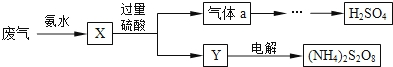 废气 氨水 X 过量 硫酸 气体 a ··· H₂SO₄
Y 电解 (NH₄)₂S₂O₈